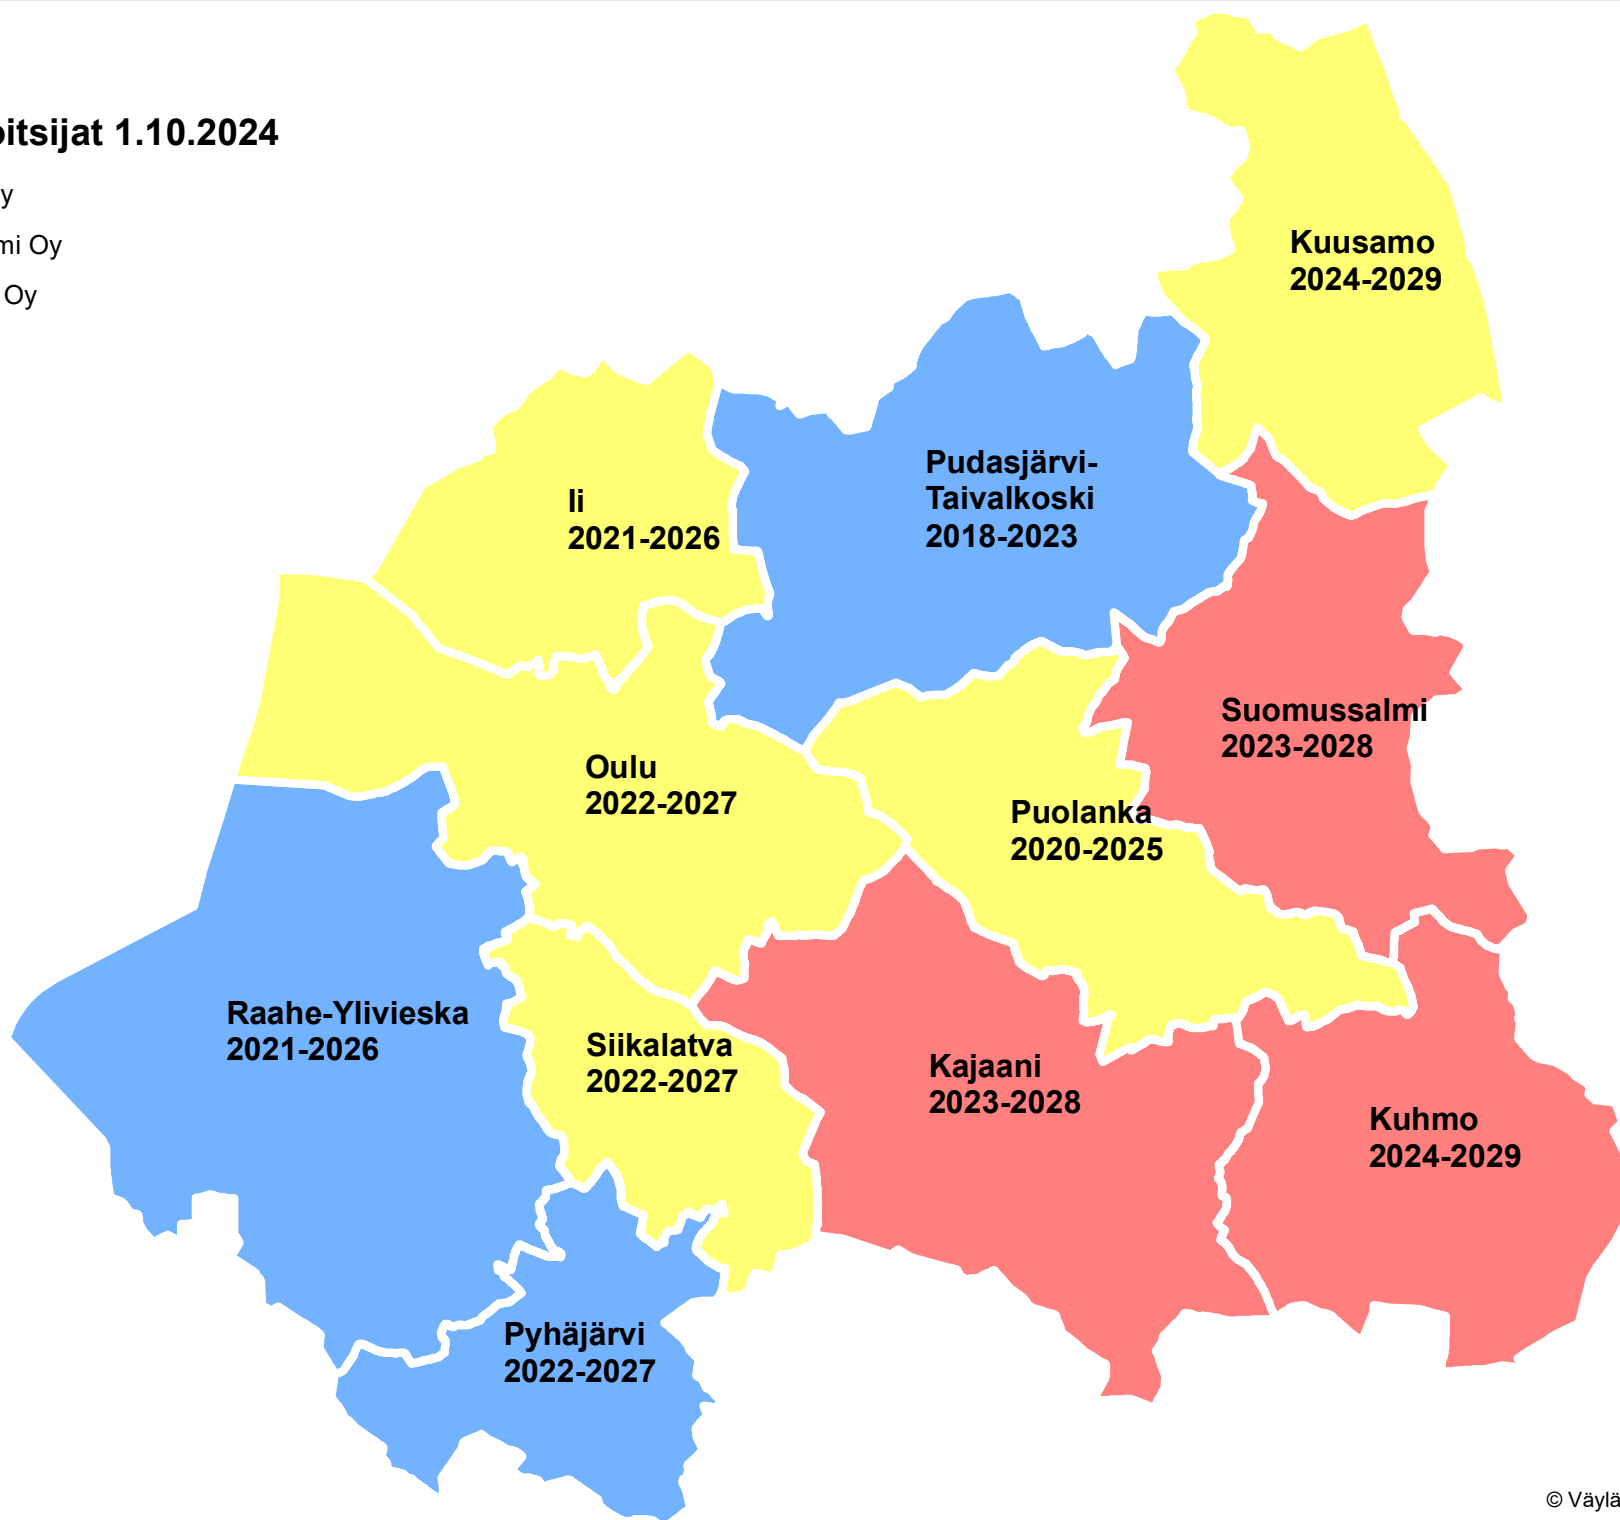 oitsijat 1.10.2024
y
mi Oy
Oy
Kuusamo
2024-2029
Pudasjärvi-
Taivalkoski
2018-2023
Ii
2021-2026
Suomussalmi
2023-2028
Oulu
2022-2027
Puolanka
2020-2025
Raahe-Ylivieska
2021-2026
Siikalatva
2022-2027
Kajaani
2023-2028
Kuhmo
2024-2029
Pyhäjärvi
2022-2027
© Väylä